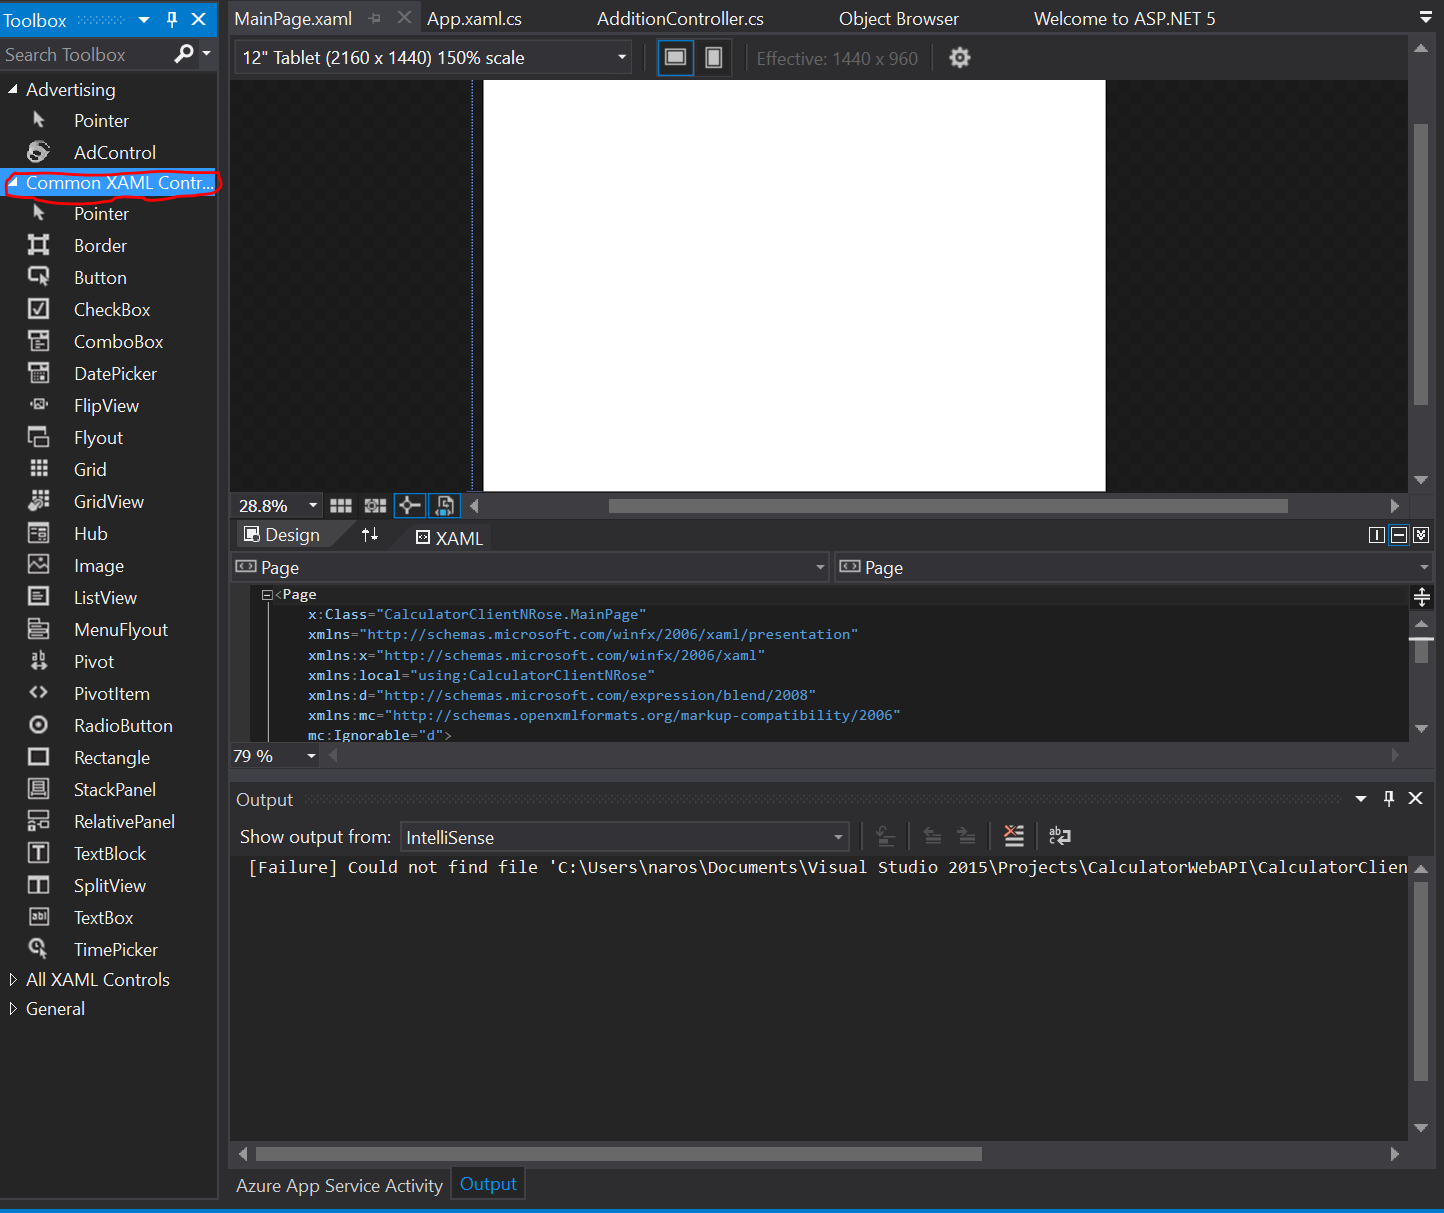 Toolbox
Search Toolbox
Advertising
Pointer
AdControl
Common XAML Contr...
Pointer
Border
Button
CheckBox
ComboBox
DatePicker
FlipView
Flyout
Grid
GridView
Hub
Image
ListView
MenuFlyout
Pivot
PivotItem
RadioButton
Rectangle
StackPanel
RelativePanel
TextBlock
SplitView
TextBox
TimePicker
All XAML Controls
General
MainPage.xaml App.xaml.cs AdditionController.cs Object Browser Welcome to ASP.NET 5
12" Tablet (2160 x 1440) 150% scale Effective: 1440 x 960
28.8%
Design XAML
Page Page
<Page
x:Class="CalculatorClientNRose.MainPage"
xmlns="http://schemas.microsoft.com/winfx/2006/xaml/presentation"
xmlns:x="http://schemas.microsoft.com/winfx/2006/xaml"
xmlns:local="using:CalculatorClientNRose"
xmlns:d="http://schemas.microsoft.com/expression/blend/2008"
xmlns:mc="http://schemas.openxmlformats.org/markup-compatibility/2006"
mc:Ignorable="d">
79 %
Output
Show output from: IntelliSense
[Failure] Could not find file 'C:\Users\naros\Documents\Visual Studio 2015\Projects\CalculatorWebAPI\CalculatorClien
Azure App Service Activity Output